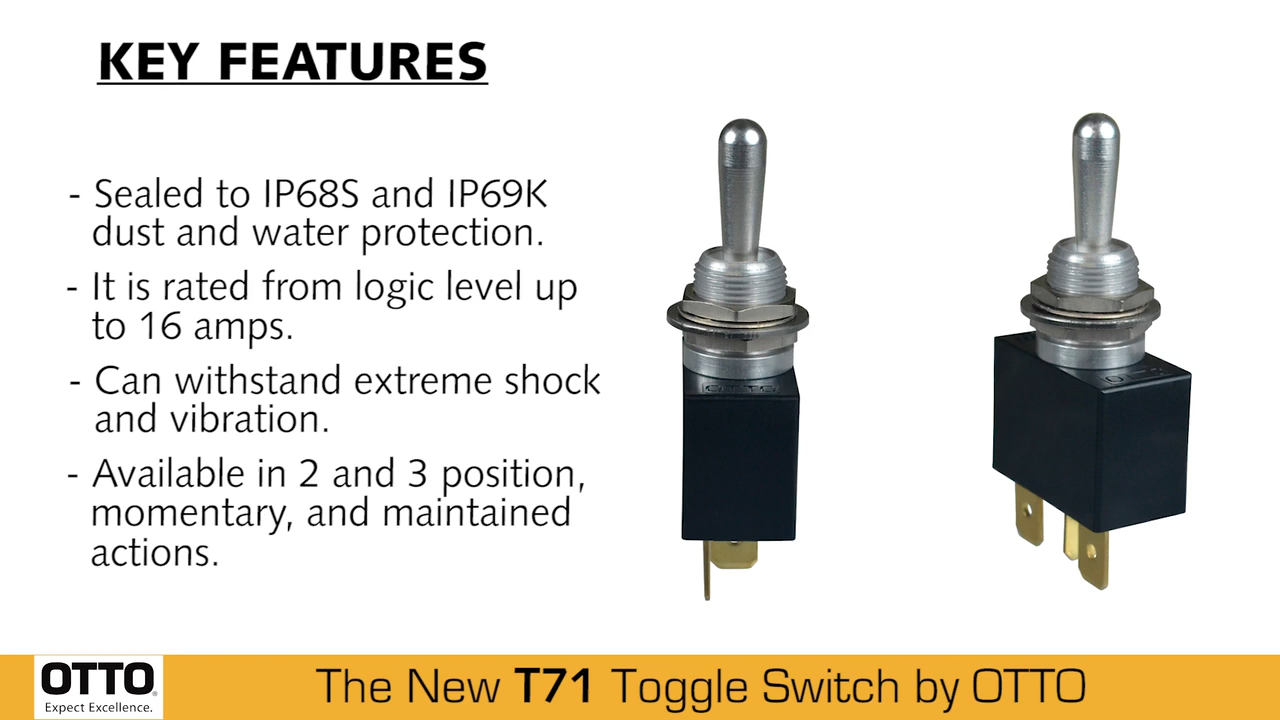 KEY FEATURES
- Sealed to IP68S and IP69K
dust and water protection.
- It is rated from logic level up
to 16 amps.
- Can withstand extreme shock
and vibration.
- Available in 2 and 3 position,
momentary, and maintained
actions.
OTTO®
Expect Excellence.
The New T71 Toggle Switch by OTTO